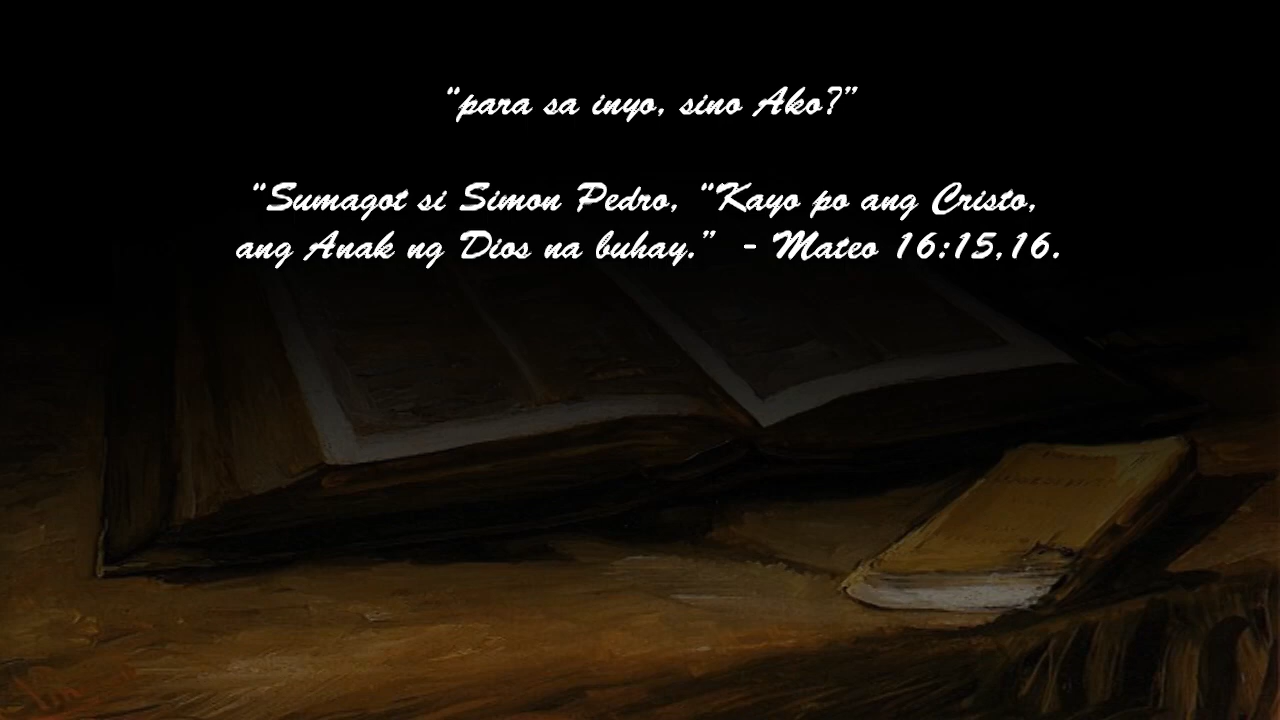 “para sa inyo, sino Ako?”
“Sumagot si Simon Pedro, “Kayo po ang Cristo,
ang Anak ng Dios na buhay.” - Mateo 16:15,16.